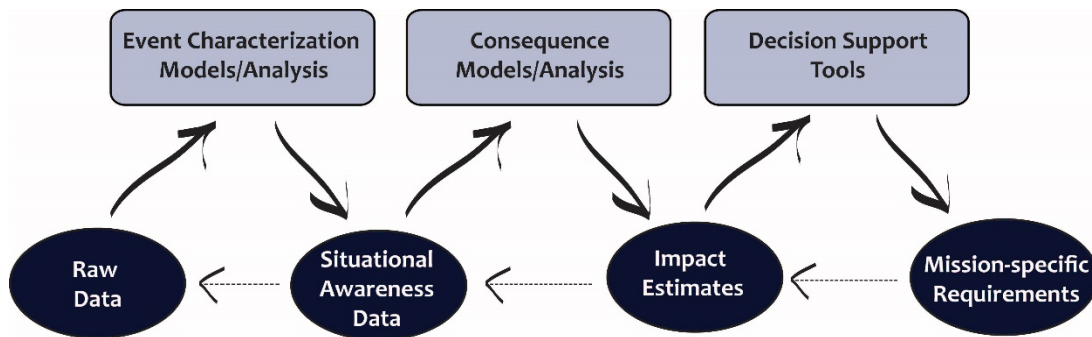 Event Characterization
Models/Analysis
Consequence
Models/Analysis
Decision Support
Tools
Raw
Data
Situational
Awareness
Data
Impact
Estimates
Mission-specific
Requirements